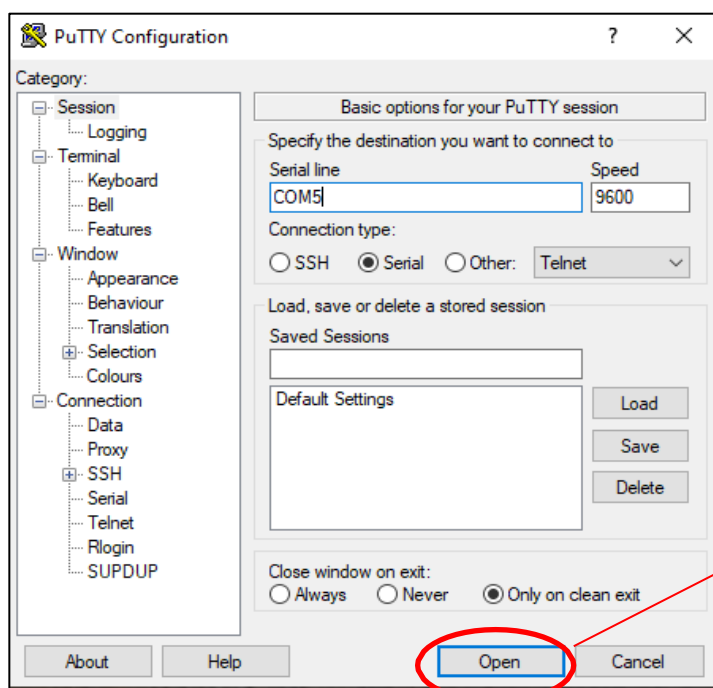 PuTTY Configuration
?
Category:
Session
Logging
Terminal
Keyboard
Bell
Features
Window
Appearance
Behaviour
Translation
Selection
Colours
Connection
Data
Proxy
SSH
Serial
Telnet
Rlogin
SUPDUP
Basic options for your PuTTY session
Specify the destination you want to connect to
Serial line Speed
COM5 9600
Connection type:
SSH Serial Other: Telnet
Load, save or delete a stored session
Saved Sessions
Default Settings
Load
Save
Delete
Close window on exit:
Always Never Only on clean exit
About Help Open Cancel